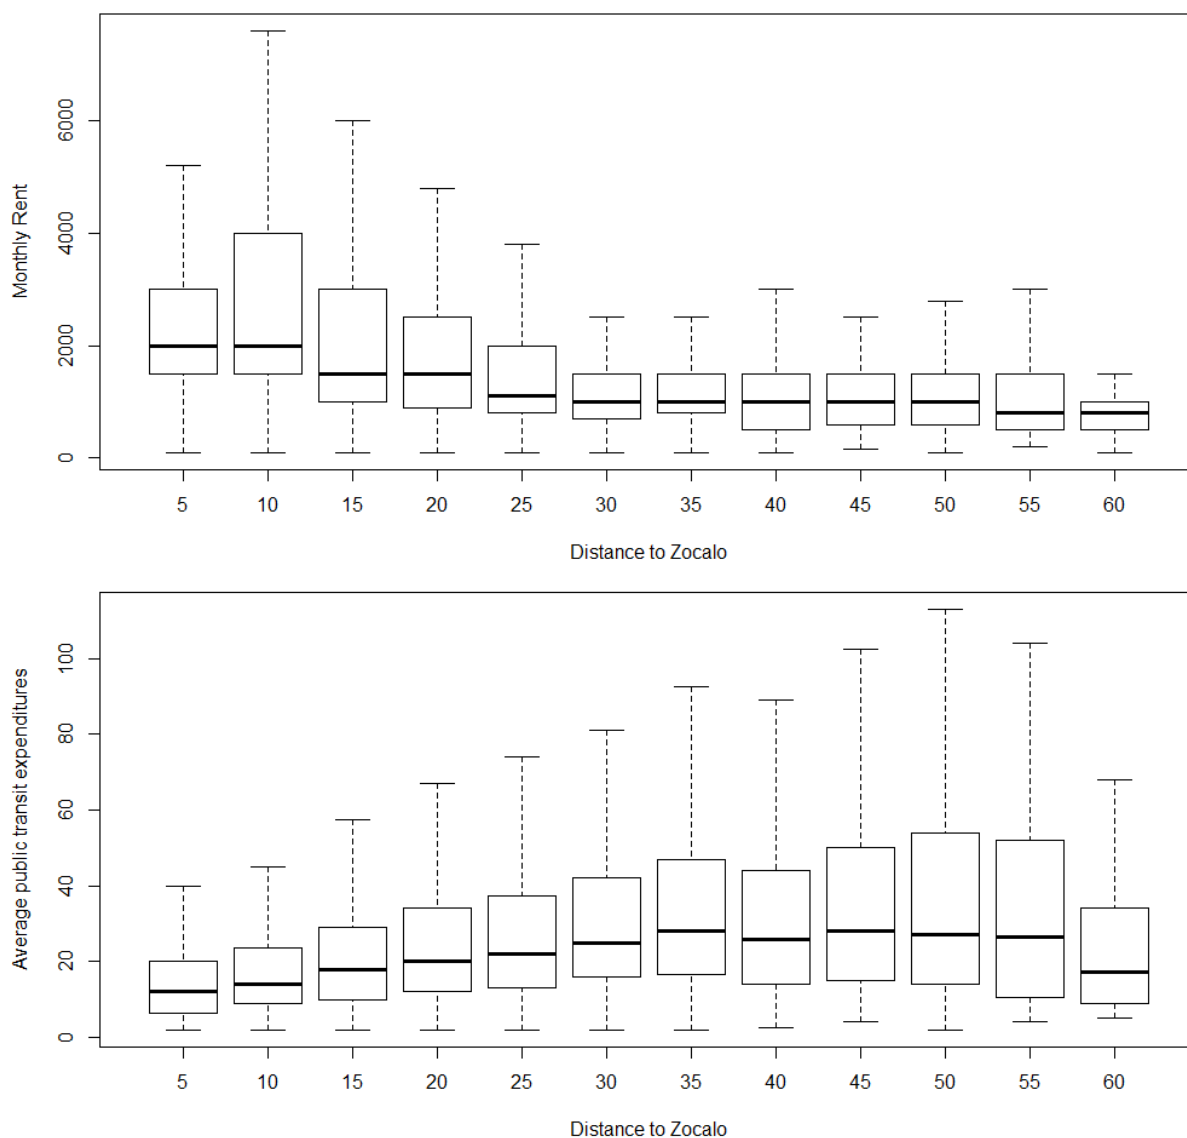 Monthly Rent
6000
4000
2000
0
5 10 15 20 25 30 35 40 45 50 55 60
Distance to Zocalo
Average public transit expenditures
100
80
60
40
20
0
5 10 15 20 25 30 35 40 45 50 55 60
Distance to Zocalo